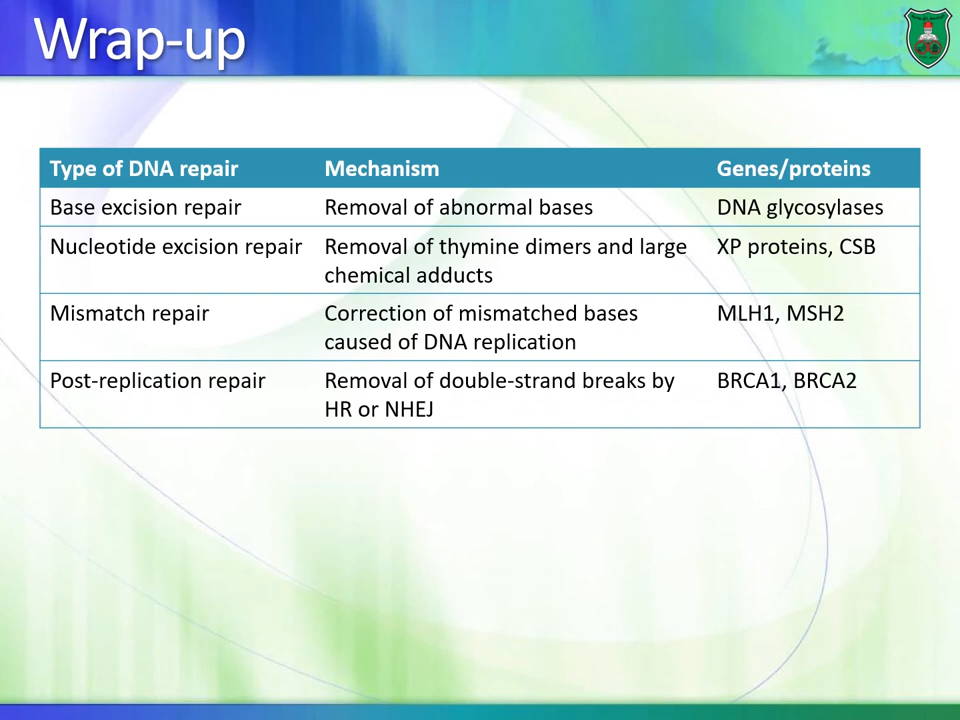 Wrap-up
Type of DNA repair Mechanism Genes/proteins
Base excision repair Removal of abnormal bases DNA glycosylases
Nucleotide excision repair Removal of thymine dimers and large XP proteins, CSB
chemical adducts
Mismatch repair Correction of mismatched bases MLH1, MSH2
caused of DNA replication
Post-replication repair Removal of double-strand breaks by BRCA1, BRCA2
HR or NHEJ